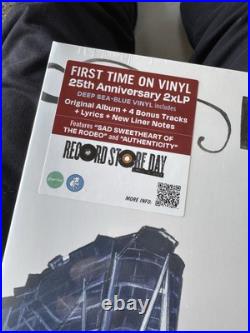 FIRST TIME ON VINYL
25th Anniversary 2xLP
DEEP SEA-BLUE VINYL includes
Original Album + 4 Bonus Tracks
+ Lyrics + New Liner Notes
Features "SAD SWEETHEART OF
THE RODEO" and "AUTHENTICITY"
RECORD STORE DAY
MORE INFO: